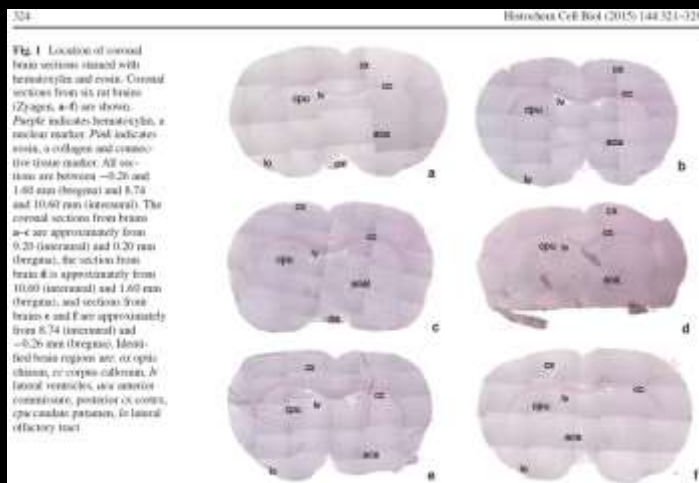 324
Histochem Cell Biol (2015) 144:321–
Fig. 1 Location of coronal
brain sections stained with
hematoxylin and eosin. Coronal
sections from six rat brains
(Zyagen, a–f) are shown.
Purple indicates hematoxylin, a
nuclear marker. Pink indicates
eosin, a collagen and connec-
tive tissue marker. All sec-
tions are between −0.26 and
1.60 mm (bregma) and 8.74
and 10.60 mm (interaural). The
coronal sections from brains
a–c are approximately from
9.20 (interaural) and 0.20 mm
(bregma), the section from
brain d is approximately from
10.60 (interaural) and 1.60 mm
(bregma), and sections from
brains e and f are approximately
from 8.74 (interaural) and
−0.26 mm (bregma). Identi-
fied brain regions are: ox optic
chiasm, cc corpus callosum, lv
lateral ventricles, aca anterior
commissure, posterior cx cortex,
cpu caudate putamen, lo lateral
olfactory tract
cx
cc
cpu
lv
aca
lo
a
cx
cc
lv
cpu
aca
lo
b
cx
cc
cpu
lv
c
cx
cc
cpu
lv
d
cx
cc
cpu
lv
aca
lo
e
cx
cc
cpu
lv
aca
lo
f